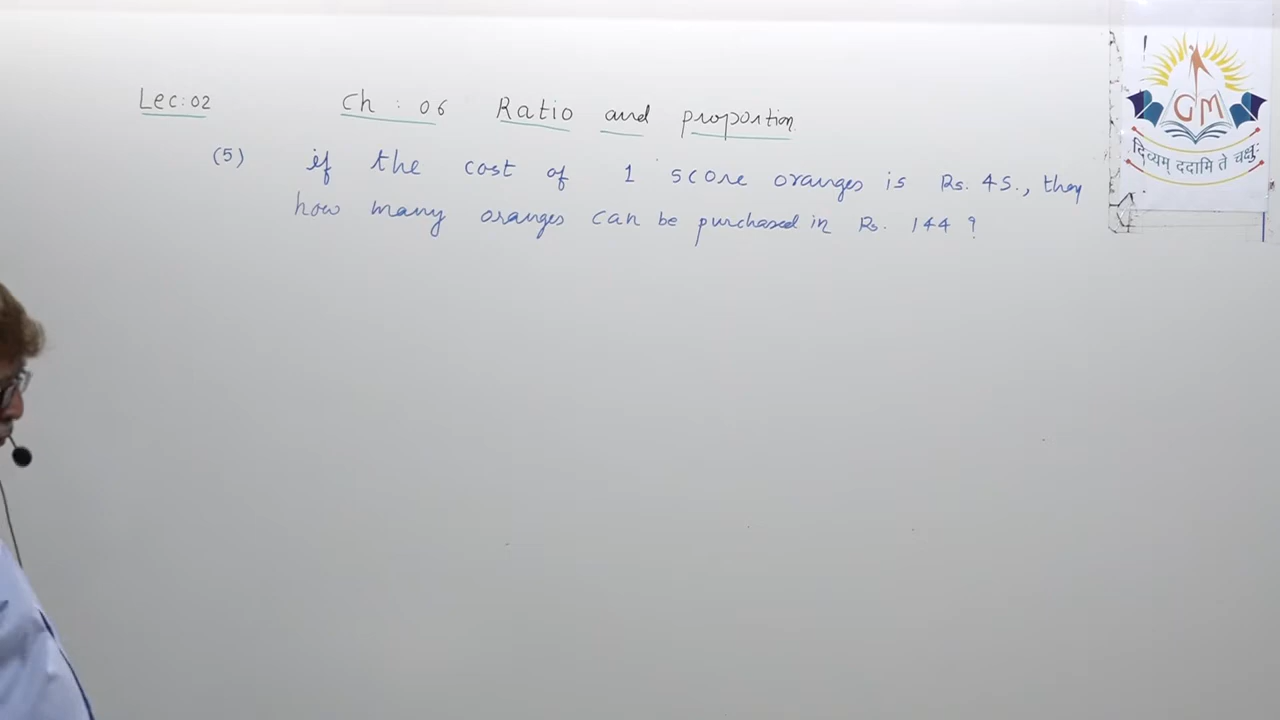 Lec:02 Ch : 06 Ratio and proportion
(5) if the cost of 1 score oranges is Rs. 45., then
how many oranges can be purchased in Rs. 144 ?
GM
दिव्यम् ददामि ते चक्षुः